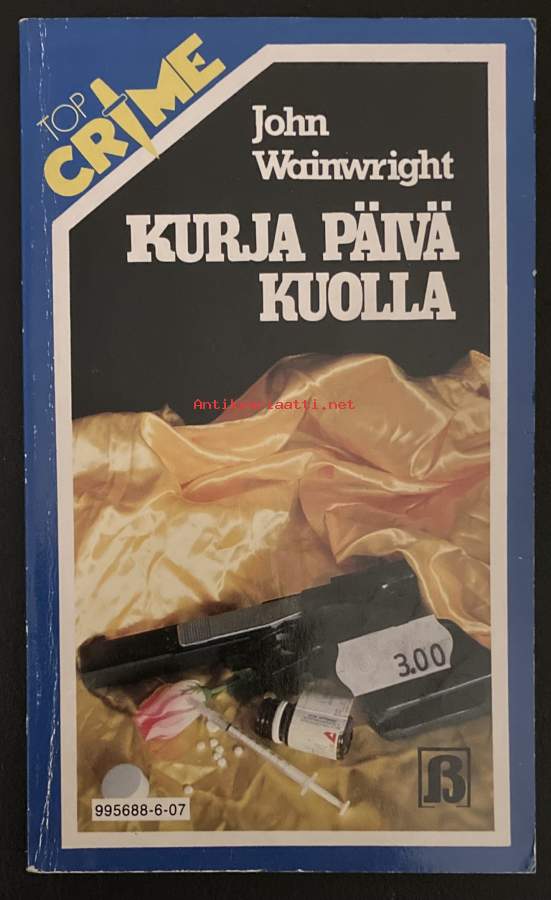 TOP
CRIME
John
Wainwright
KURJA PÄIVÄ
KUOLLA
Antikvariaatti.net
3.00
995688-6-07
B